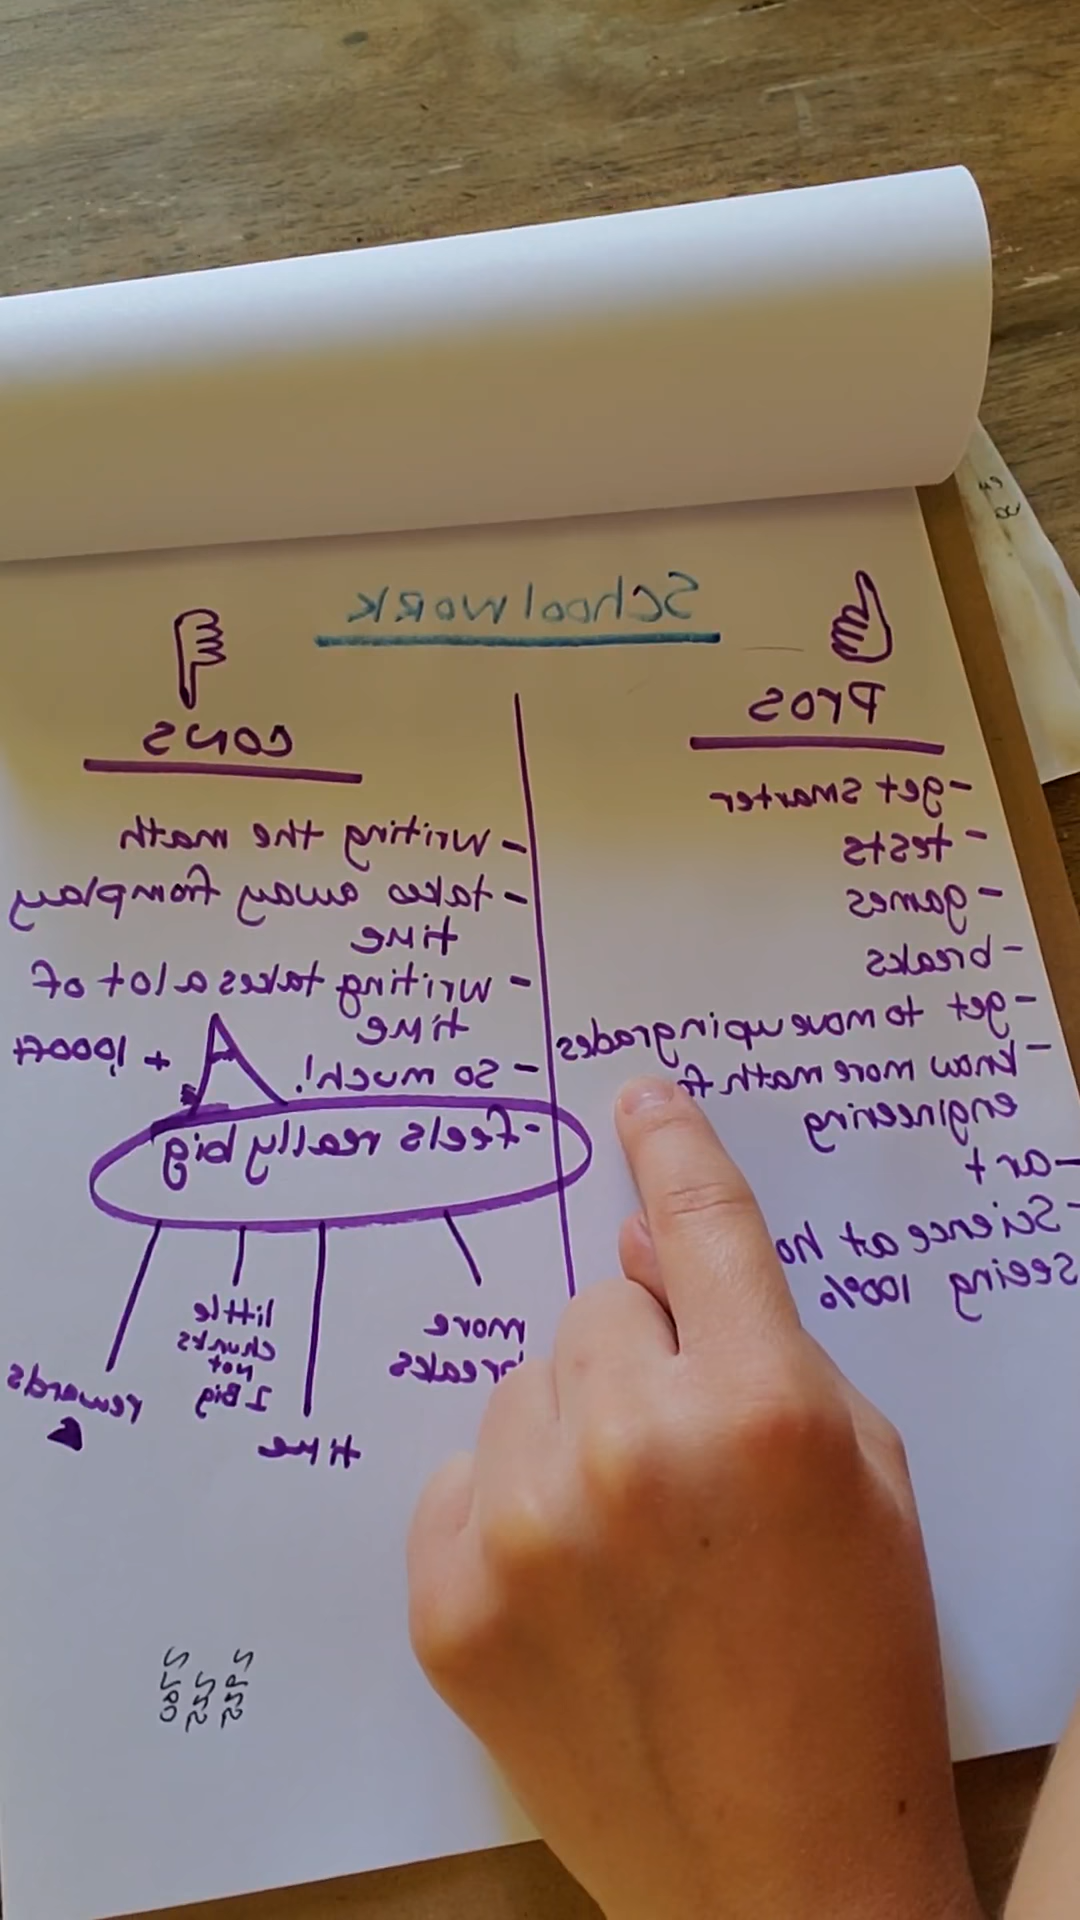 Schoolwork
Pros
-get smarter
- tests
- games
- breaks
- get to move up in grades
- know more math
engineering
- art
- Science at
seeing 100%
cons
- writing the math
- takes away from play
time
- writing takes a lot of
time
- so much!
+ 1,000ft
- feels really big
more
breaks
time
little
chunks
not
1 Big
rewards